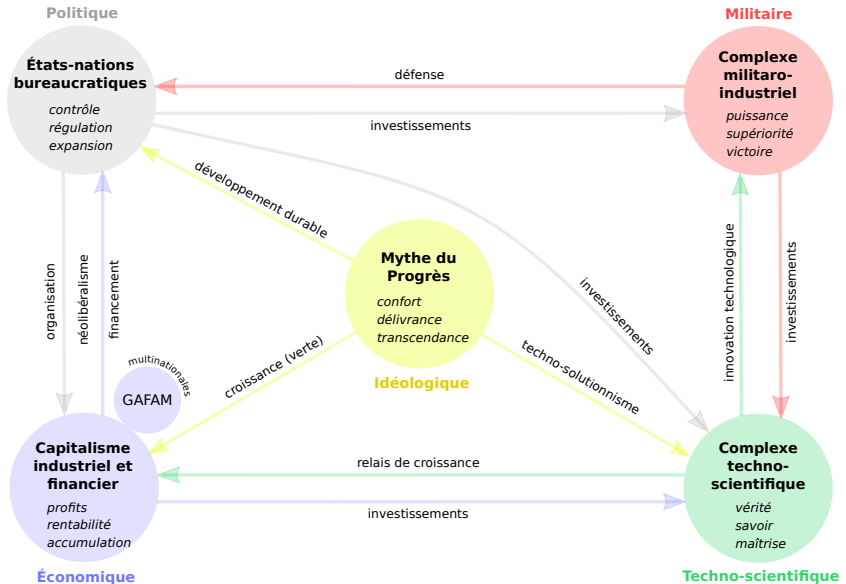 Politique
États-nations
bureaucratiques
contrôle
régulation
expansion
Militaire
Complexe
militaro-
industriel
puissance
supériorité
victoire
défense
investissements
développement durable
investissements
Mythe du
Progrès
confort
délivrance
transcendance
Idéologique
organisation
néolibéralisme
financement
innovation technologique
investissements
croissance (verte)
techno-solutionnisme
multinationales
GAFAM
Capitalisme
industriel et
financier
profits
rentabilité
accumulation
Économique
relais de croissance
investissements
Complexe
techno-
scientifique
vérité
savoir
maîtrise
Techno-scientifique